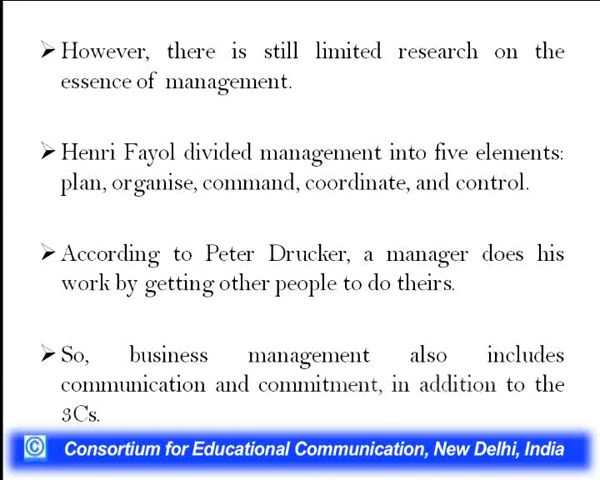 ➢ However, there is still limited research on the
essence of management.
➢ Henri Fayol divided management into five elements:
plan, organise, command, coordinate, and control.
➢ According to Peter Drucker, a manager does his
work by getting other people to do theirs.
➢ So, business management also includes
communication and commitment, in addition to the
3Cs.
© Consortium for Educational Communication, New Delhi, India